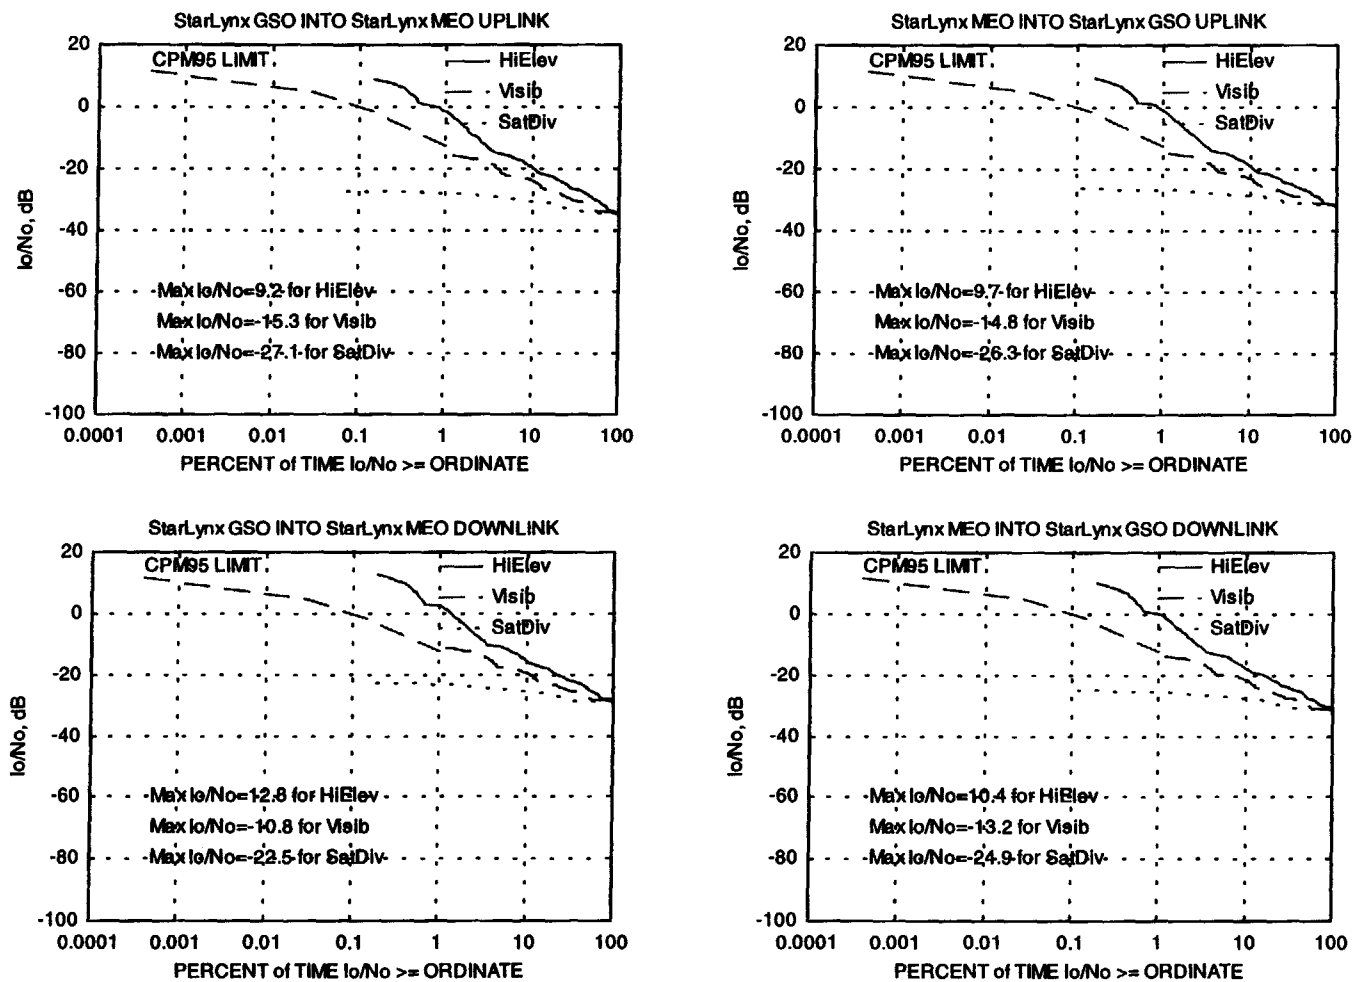 StarLynx GSO INTO StarLynx MEO UPLINK
20
0
-20
-40
-60
-80
-100
Io/No, dB
CPM95 LIMIT
HiElev
Visib
SatDiv
Max Io/No=9.2 for HiElev
Max Io/No=-15.3 for Visib
Max Io/No=-27.1 for SatDiv
0.0001 0.001 0.01 0.1 1 10 100
PERCENT of TIME Io/No >= ORDINATE
StarLynx MEO INTO StarLynx GSO UPLINK
20
0
-20
-40
-60
-80
-100
Io/No, dB
CPM95 LIMIT
HiElev
Visib
SatDiv
Max Io/No=9.7 for HiElev
Max Io/No=-14.8 for Visib
Max Io/No=-26.3 for SatDiv
0.0001 0.001 0.01 0.1 1 10 100
PERCENT of TIME Io/No >= ORDINATE
StarLynx GSO INTO StarLynx MEO DOWNLINK
20
0
-20
-40
-60
-80
-100
Io/No, dB
CPM95 LIMIT
HiElev
Visib
SatDiv
Max Io/No=12.8 for HiElev
Max Io/No=-10.8 for Visib
Max Io/No=-22.5 for SatDiv
0.0001 0.001 0.01 0.1 1 10 100
PERCENT of TIME Io/No >= ORDINATE
StarLynx MEO INTO StarLynx GSO DOWNLINK
20
0
-20
-40
-60
-80
-100
Io/No, dB
CPM95 LIMIT
HiElev
Visib
SatDiv
Max Io/No=10.4 for HiElev
Max Io/No=-13.2 for Visib
Max Io/No=-24.9 for SatDiv
0.0001 0.001 0.01 0.1 1 10 100
PERCENT of TIME Io/No >= ORDINATE